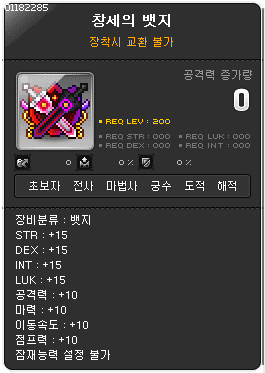 01182285
창세의 뱃지
장착시 교환 불가
공격력 증가량
0
REQ LEV : 200
REQ STR : 000 REQ LUK : 000
REQ DEX : 000 REQ INT : 000
0 0 % 0 %
초보자 전사 마법사 궁수 도적 해적
장비분류 : 뱃지
STR : +15
DEX : +15
INT : +15
LUK : +15
공격력 : +10
마력 : +10
이동속도 : +10
점프력 : +10
잠재능력 설정 불가